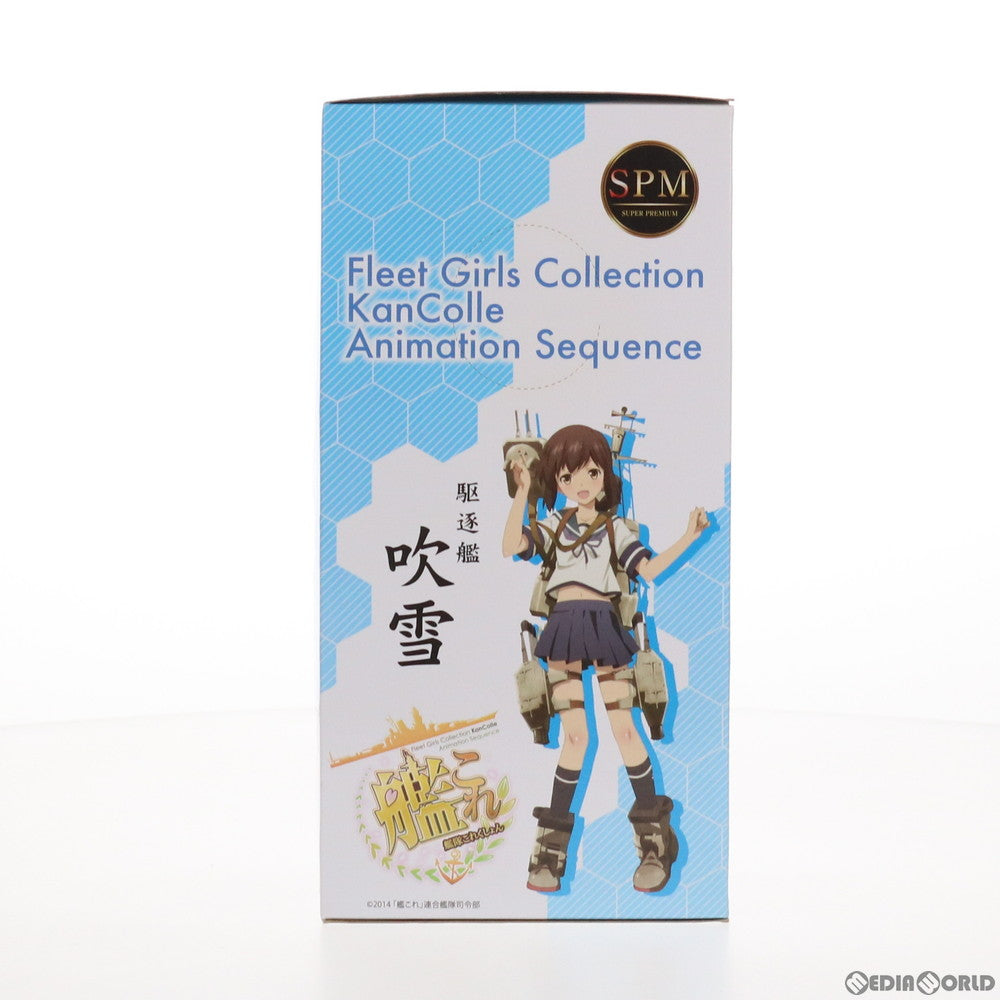 SPM
SUPER PREMIUM
Fleet Girls Collection
KanColle
Animation Sequence
駆逐艦
吹雪
Fleet Girls Collection KanColle
Animation Sequence
艦これ
艦隊これくしょん
©2014「艦これ」連合艦隊司令部
MEDIAWORLD